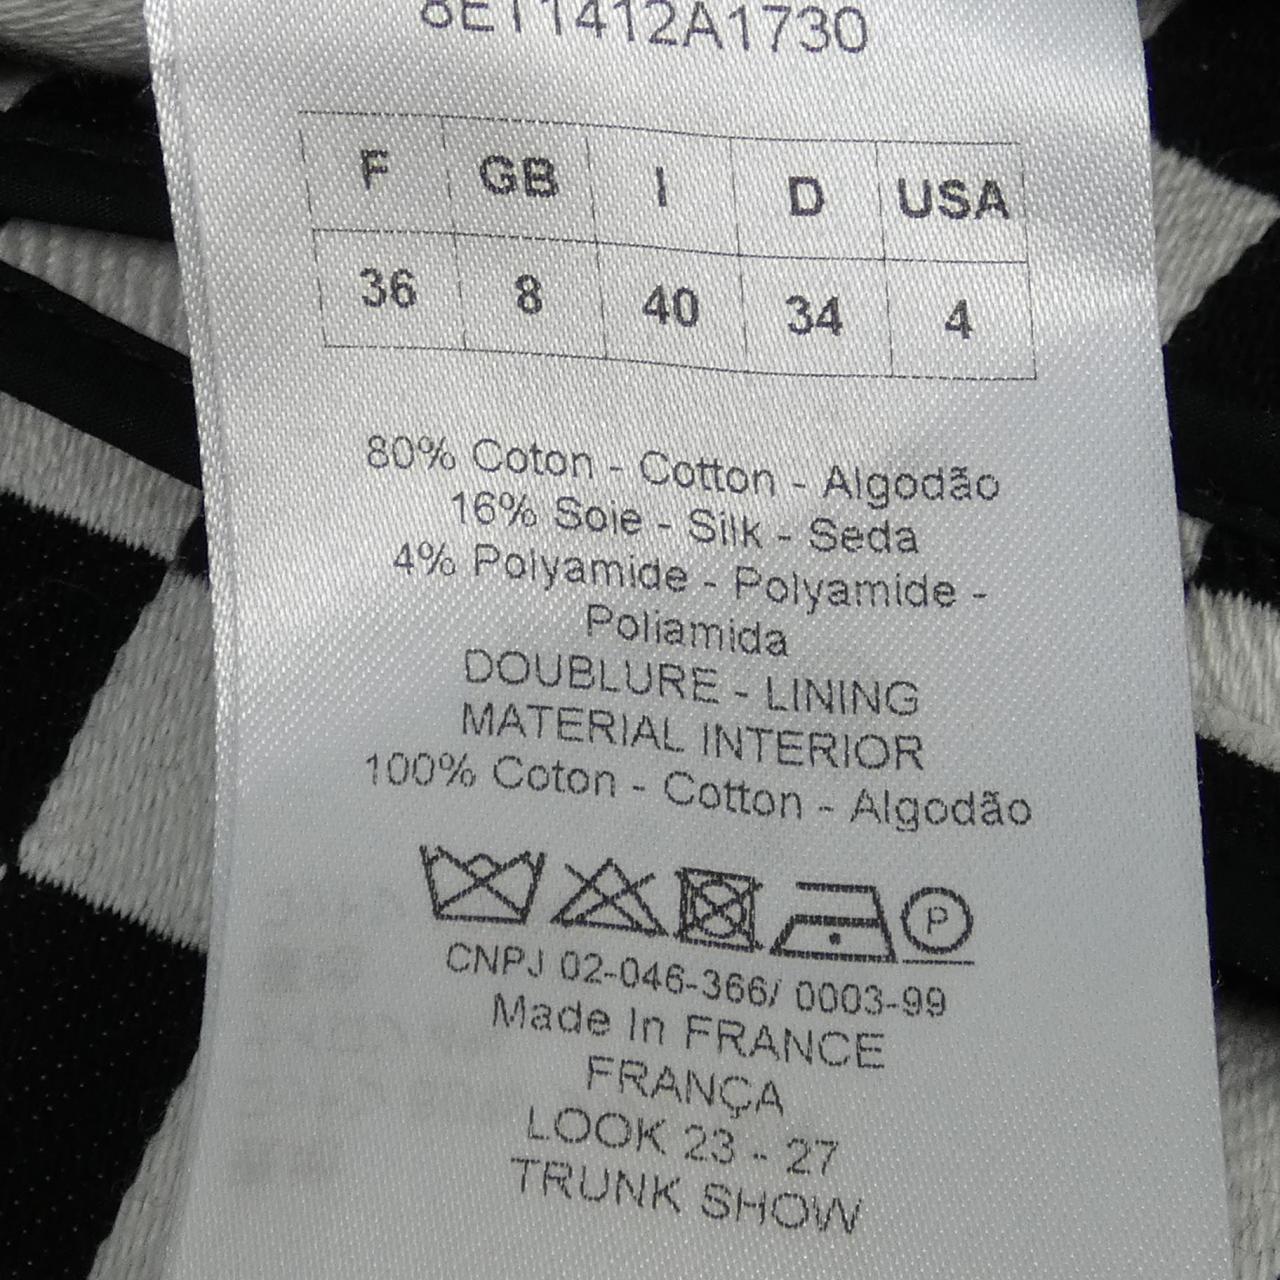 8E11412A1730
F GB I D USA
36 8 40 34 4
80% Coton - Cotton - Algodão
16% Soie - Silk - Seda
4% Polyamide - Polyamide -
Poliamida
DOUBLURE - LINING
MATERIAL INTERIOR
100% Coton - Cotton - Algodão
P
CNPJ 02-046-366/ 0003-99
Made In FRANCE
FRANÇA
LOOK 23 - 27
TRUNK SHOW